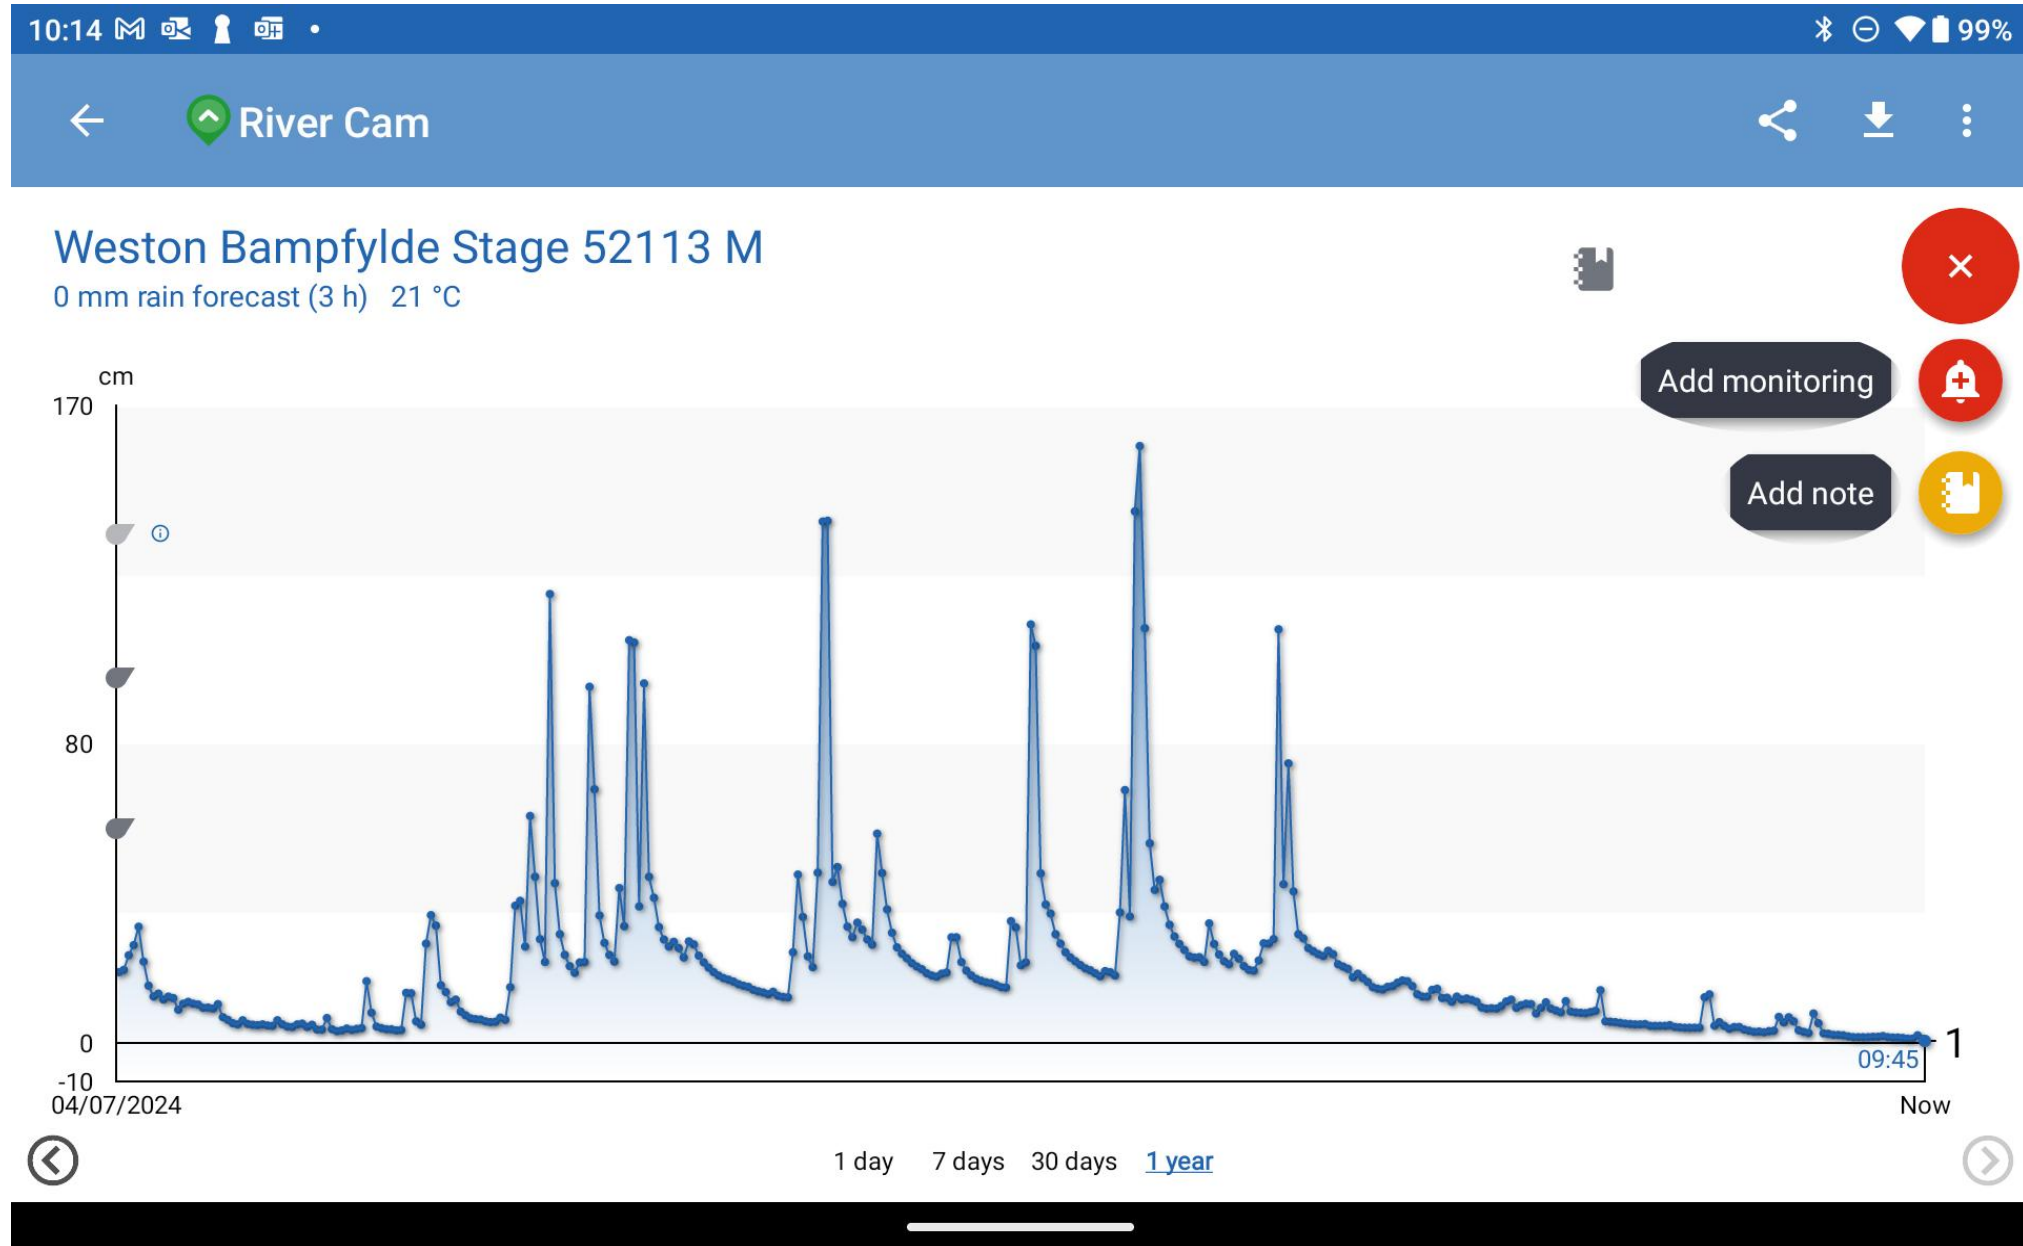 10:14
99%
River Cam
Weston Bampfylde Stage 52113 M
0 mm rain forecast (3 h) 21 °C
Add monitoring
Add note
cm
170
80
0
-10
1
09:45
04/07/2024
Now
1 day 7 days 30 days 1 year